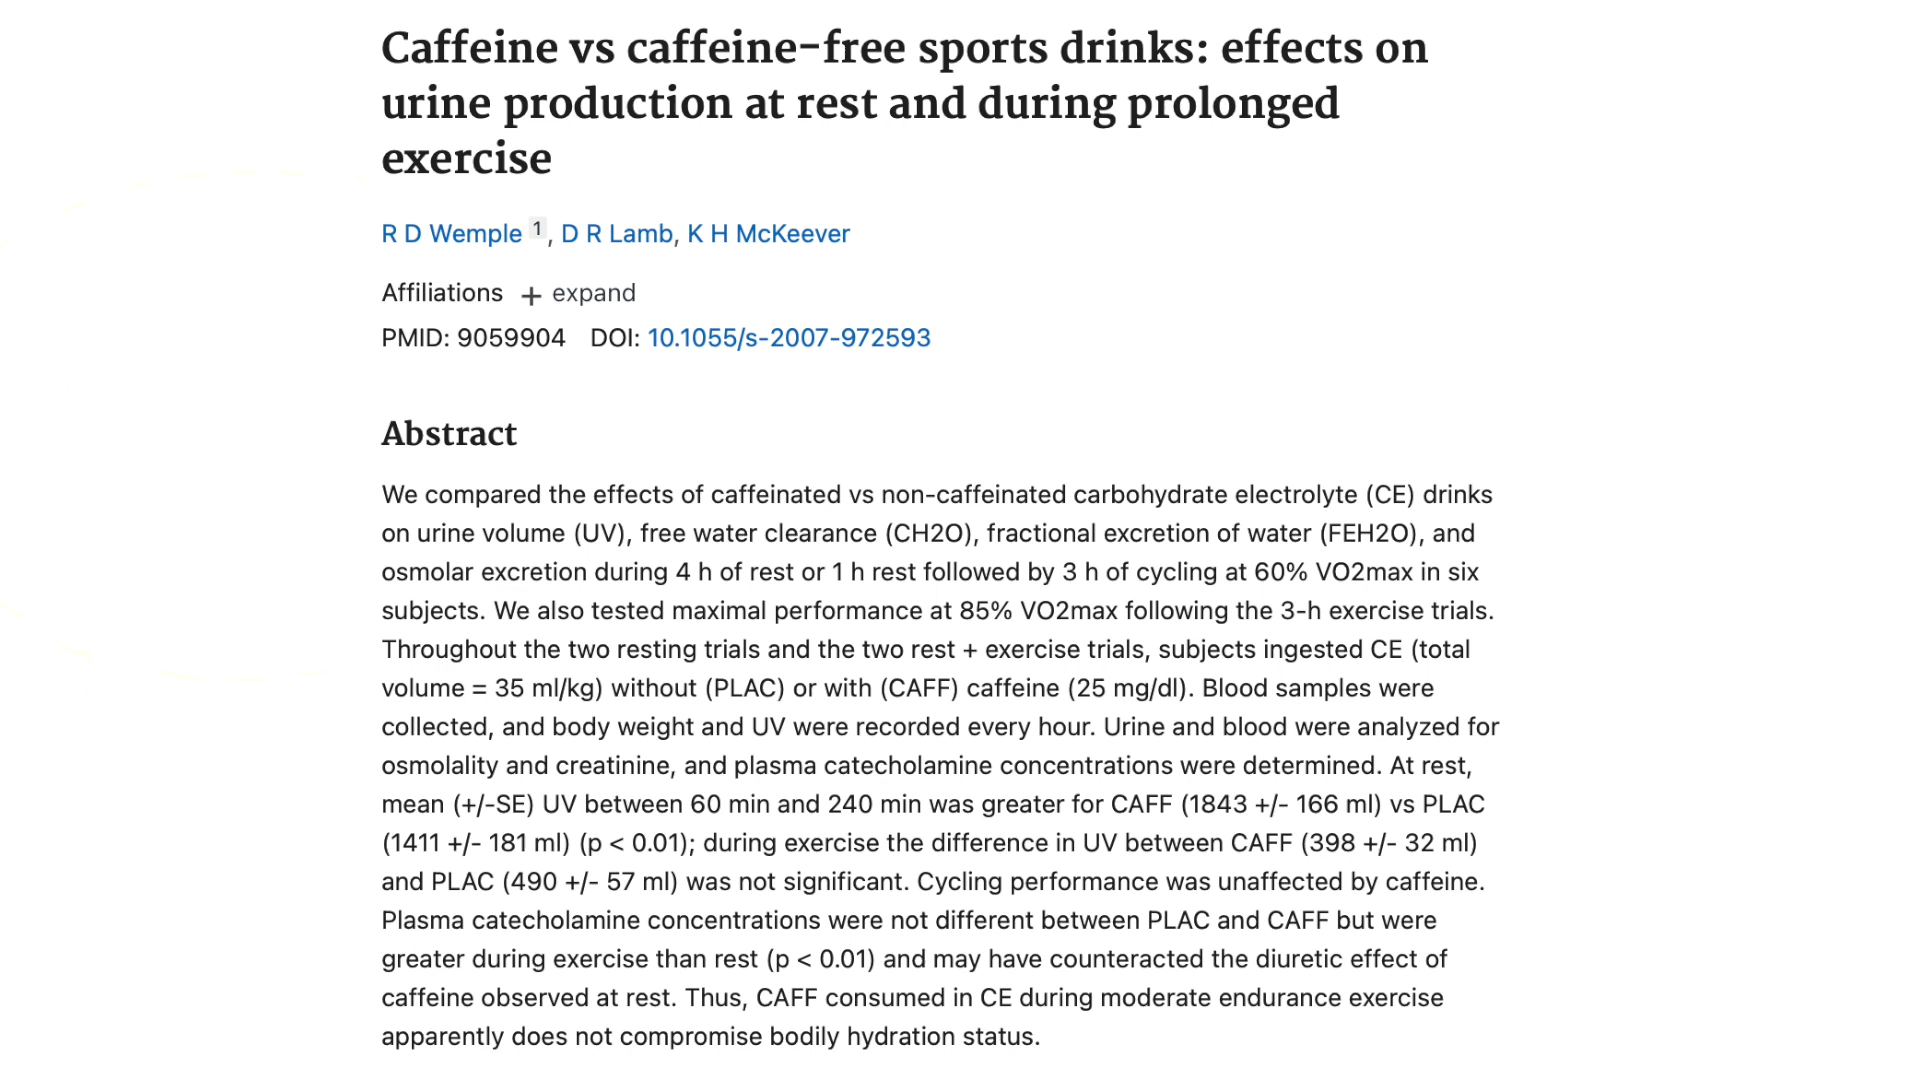 Caffeine vs caffeine-free sports drinks: effects on
urine production at rest and during prolonged
exercise
R D Wemple 1, D R Lamb, K H McKeever
Affiliations + expand
PMID: 9059904 DOI: 10.1055/s-2007-972593
Abstract
We compared the effects of caffeinated vs non-caffeinated carbohydrate electrolyte (CE) drinks
on urine volume (UV), free water clearance (CH2O), fractional excretion of water (FEH2O), and
osmolar excretion during 4 h of rest or 1 h rest followed by 3 h of cycling at 60% VO2max in six
subjects. We also tested maximal performance at 85% VO2max following the 3-h exercise trials.
Throughout the two resting trials and the two rest + exercise trials, subjects ingested CE (total
volume = 35 ml/kg) without (PLAC) or with (CAFF) caffeine (25 mg/dl). Blood samples were
collected, and body weight and UV were recorded every hour. Urine and blood were analyzed for
osmolality and creatinine, and plasma catecholamine concentrations were determined. At rest,
mean (+/-SE) UV between 60 min and 240 min was greater for CAFF (1843 +/- 166 ml) vs PLAC
(1411 +/- 181 ml) (p < 0.01); during exercise the difference in UV between CAFF (398 +/- 32 ml)
and PLAC (490 +/- 57 ml) was not significant. Cycling performance was unaffected by caffeine.
Plasma catecholamine concentrations were not different between PLAC and CAFF but were
greater during exercise than rest (p < 0.01) and may have counteracted the diuretic effect of
caffeine observed at rest. Thus, CAFF consumed in CE during moderate endurance exercise
apparently does not compromise bodily hydration status.